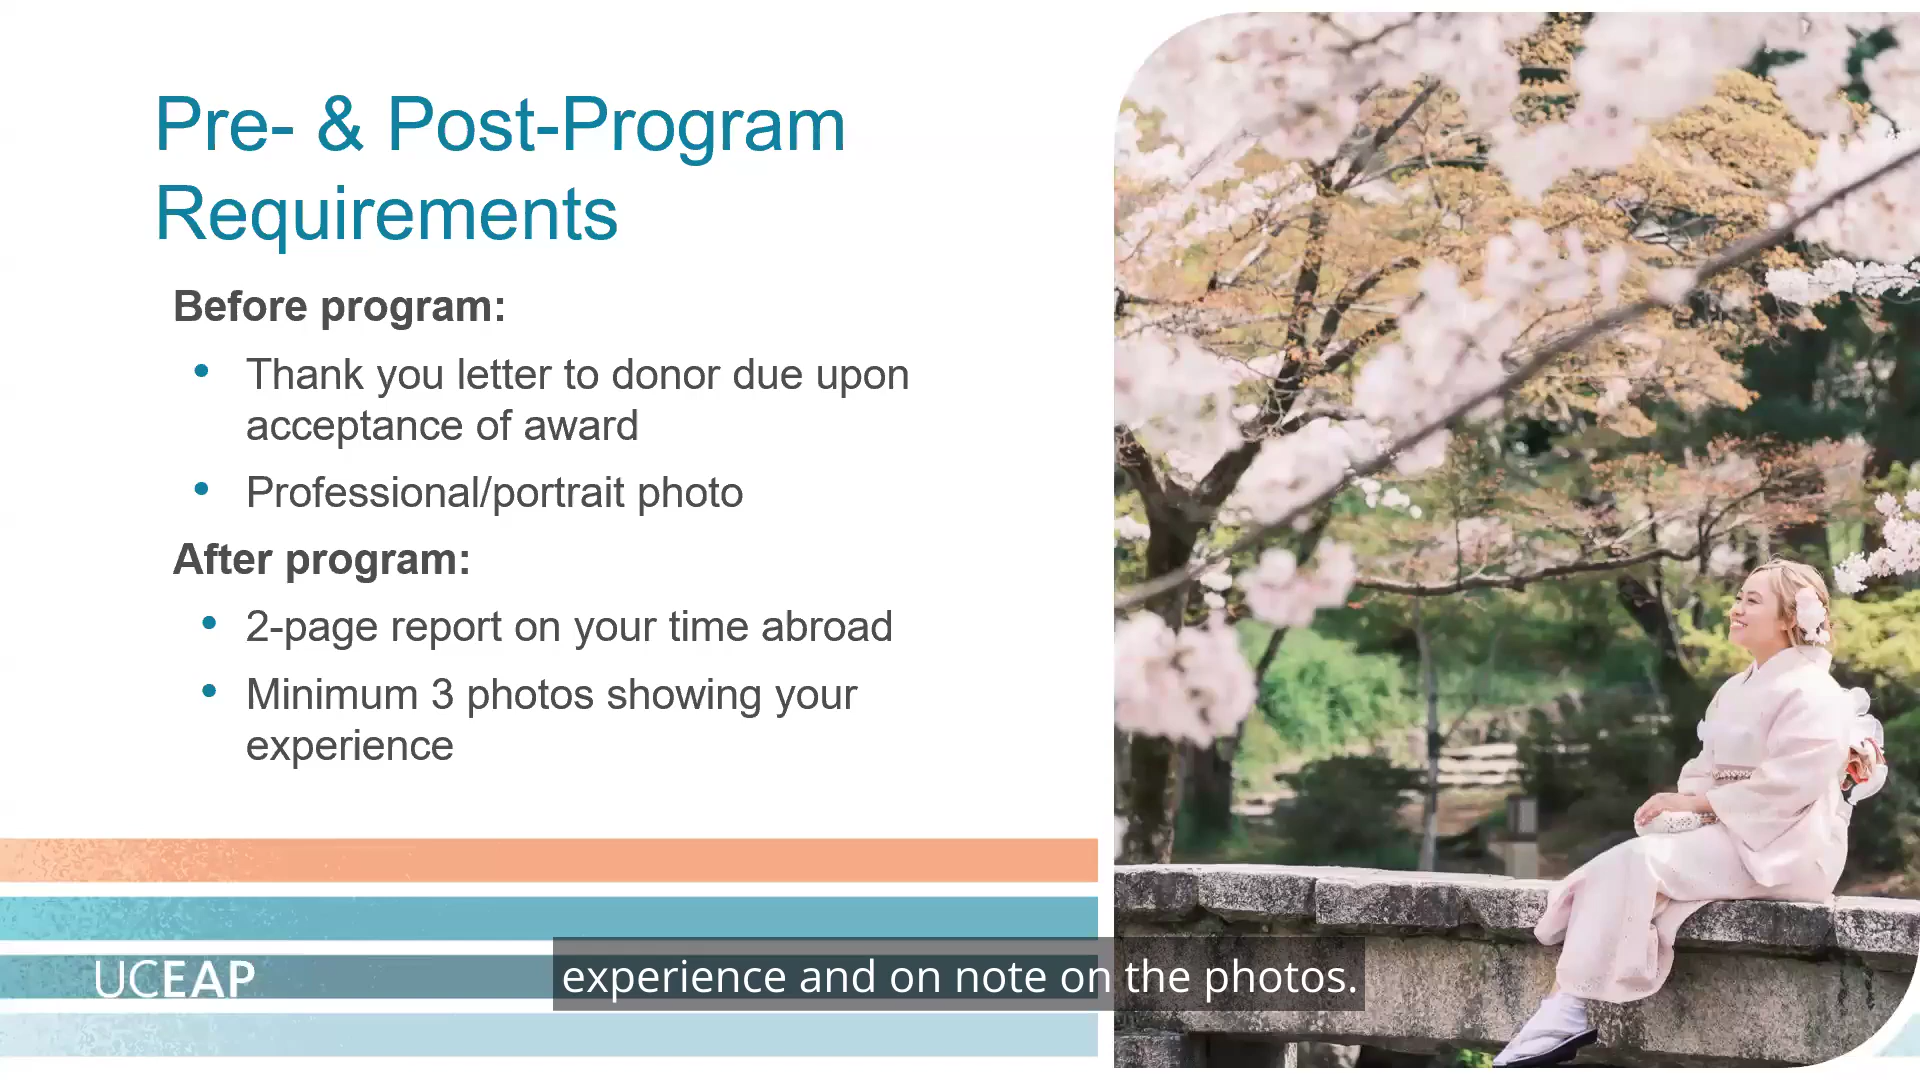 Pre- & Post-Program
Requirements
Before program:
• Thank you letter to donor due upon
acceptance of award
• Professional/portrait photo
After program:
• 2-page report on your time abroad
• Minimum 3 photos showing your
experience
UCEAP
experience and on note on the photos.